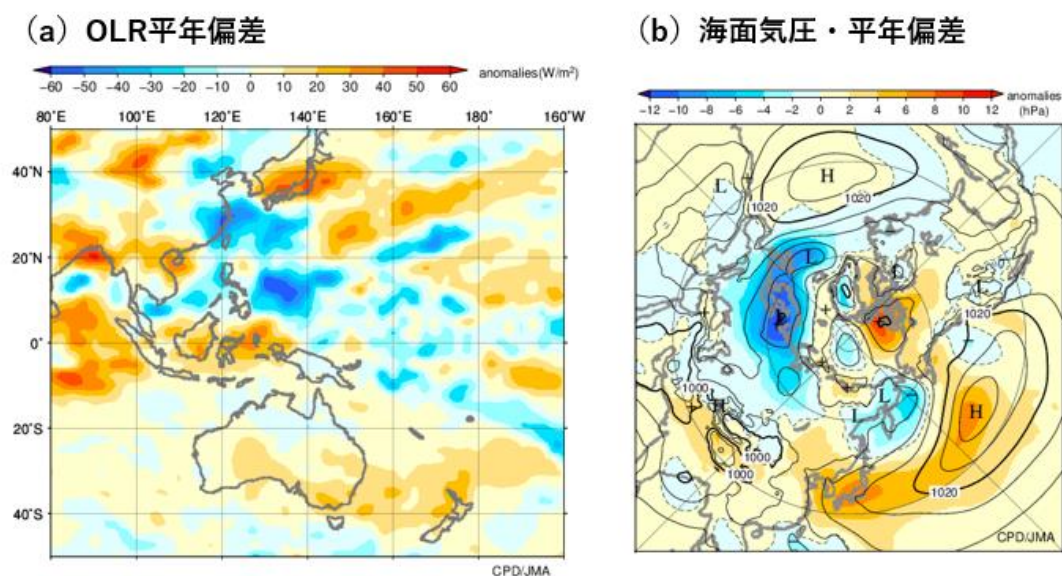 (a) OLR平年偏差
anomalies(W/m²)
−60 −50 −40 −30 −20 −10 0 10 20 30 40 50 60
80°E 100°E 120°E 140°E 160°E 180° 160°W
40°N
20°N
0°
20°S
40°S
CPD/JMA
(b) 海面気圧・平年偏差
anomalies
(hPa)
−12 −10 −8 −6 −4 −2 0 2 4 6 8 10 12
H
L
1020
1020
L
L
L
1020
1000
H
L
L
H
1000
1000
1020
CPD/JMA